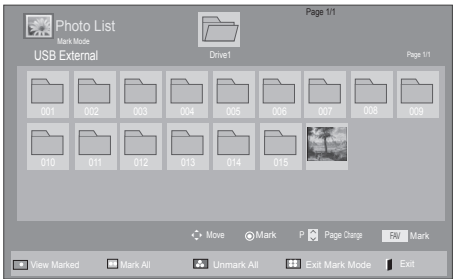 Page 1/1
Photo List
Mark Mode
USB External
Drive1
Page 1/1
001 002 003 004 005 006 007 008 009
010 011 012 013 014 015
Move Mark P Page Change FAV Mark
View Marked Mark All Unmark All Exit Mark Mode Exit